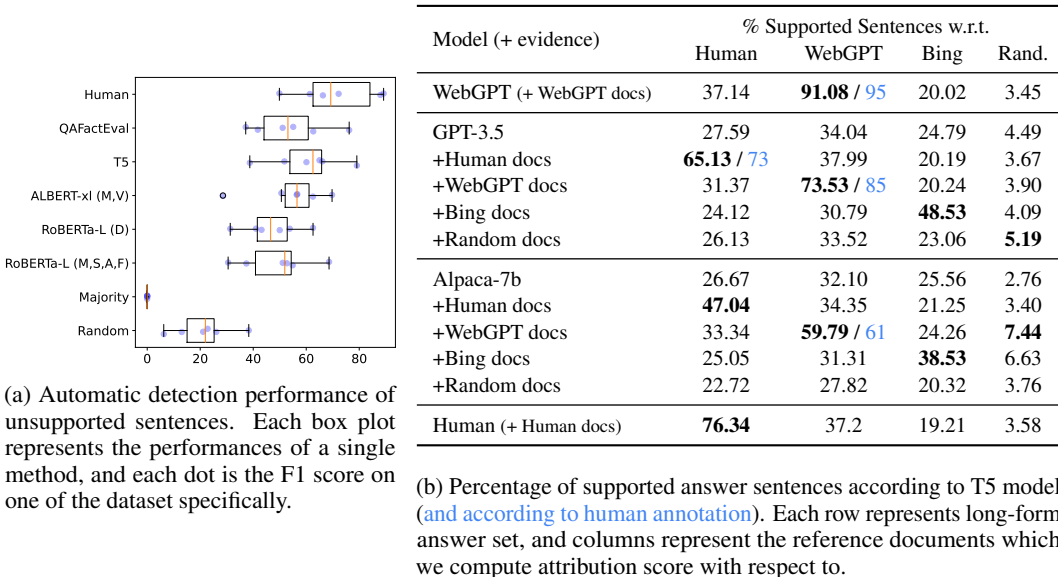 Human
QAFactEval
T5
ALBERT-xl (M,V)
RoBERTa-L (D)
RoBERTa-L (M,S,A,F)
Majority
Random
0 20 40 60 80
(a) Automatic detection performance of
unsupported sentences. Each box plot
represents the performances of a single
method, and each dot is the F1 score on
one of the dataset specifically.
Model (+ evidence) % Supported Sentences w.r.t.
Human WebGPT Bing Rand.
WebGPT (+ WebGPT docs) 37.14 91.08 / 95 20.02 3.45
GPT-3.5 27.59 34.04 24.79 4.49
+Human docs 65.13 / 73 37.99 20.19 3.67
+WebGPT docs 31.37 73.53 / 85 20.24 3.90
+Bing docs 24.12 30.79 48.53 4.09
+Random docs 26.13 33.52 23.06 5.19
Alpaca-7b 26.67 32.10 25.56 2.76
+Human docs 47.04 34.35 21.25 3.40
+WebGPT docs 33.34 59.79 / 61 24.26 7.44
+Bing docs 25.05 31.31 38.53 6.63
+Random docs 22.72 27.82 20.32 3.76
Human (+ Human docs) 76.34 37.2 19.21 3.58
(b) Percentage of supported answer sentences according to T5 model
(and according to human annotation). Each row represents long-form
answer set, and columns represent the reference documents which
we compute attribution score with respect to.